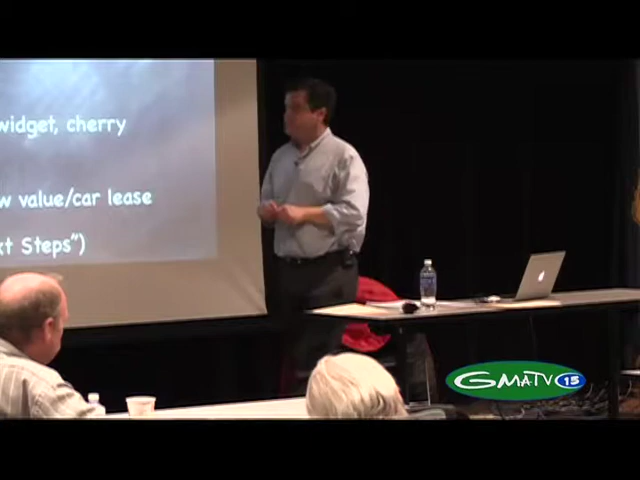 widget, cherry
w value/car lease
xt Steps")
GMATV 15